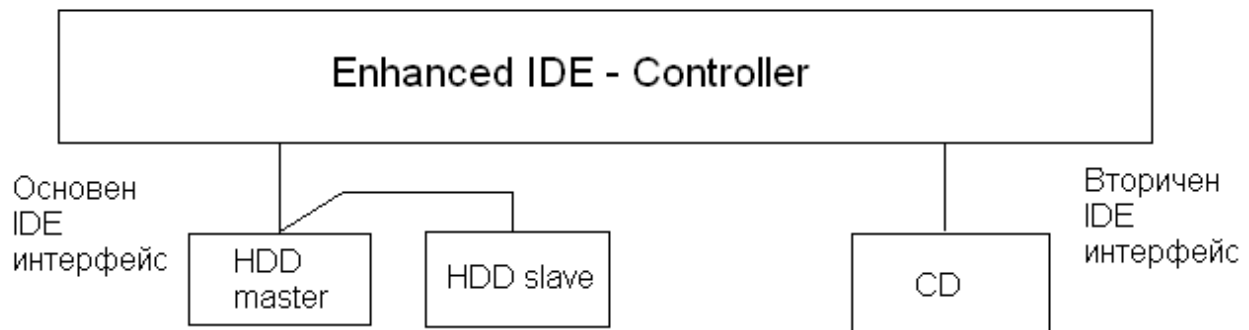 Enhanced IDE - Controller
Основен
IDE
интерфейс
HDD
master
HDD slave
CD
Вторичен
IDE
интерфейс